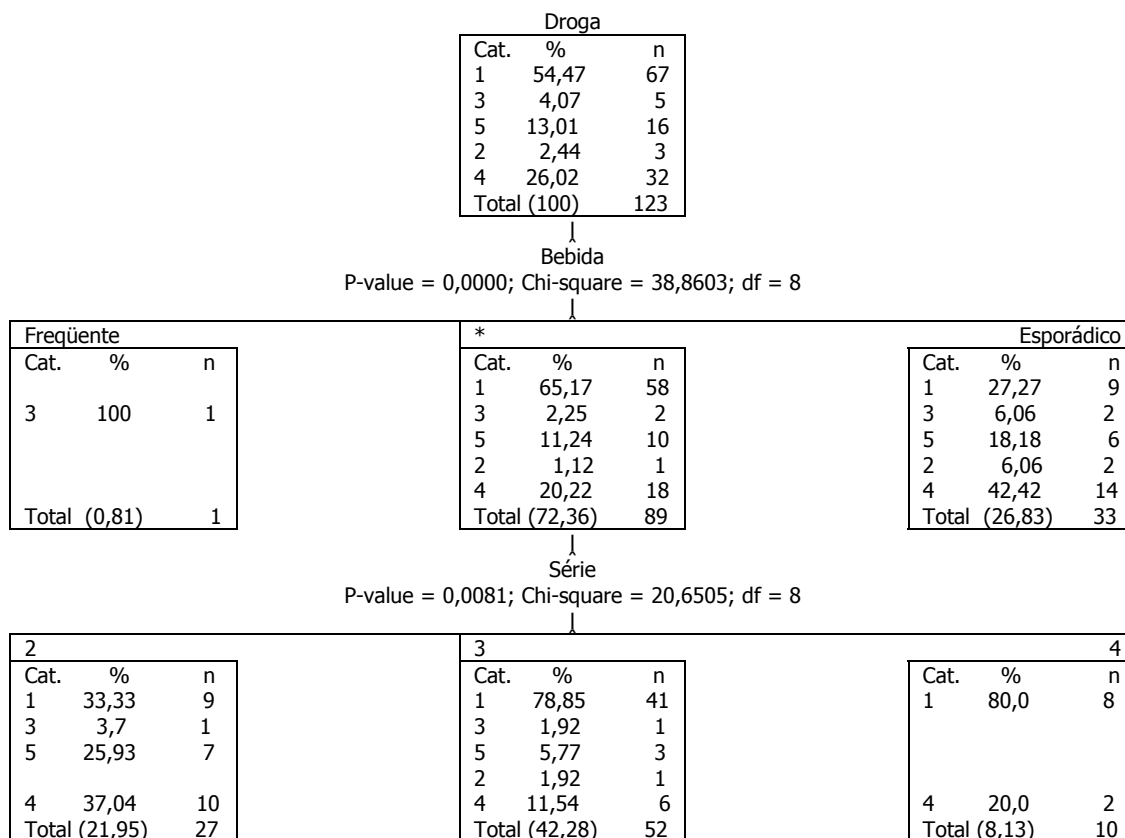 Droga
Cat. % n
1 54,47 67
3 4,07 5
5 13,01 16
2 2,44 3
4 26,02 32
Total (100) 123
Bebida
P-value = 0,0000; Chi-square = 38,8603; df = 8
Freqüente
Cat. % n
3 100 1
Total (0,81) 1
*
Cat. % n
1 65,17 58
3 2,25 2
5 11,24 10
2 1,12 1
4 20,22 18
Total (72,36) 89
Esporádico
Cat. % n
1 27,27 9
3 6,06 2
5 18,18 6
2 6,06 2
4 42,42 14
Total (26,83) 33
Série
P-value = 0,0081; Chi-square = 20,6505; df = 8
2
Cat. % n
1 33,33 9
3 3,7 1
5 25,93 7
4 37,04 10
Total (21,95) 27
3
Cat. % n
1 78,85 41
3 1,92 1
5 5,77 3
2 1,92 1
4 11,54 6
Total (42,28) 52
4
Cat. % n
1 80,0 8
4 20,0 2
Total (8,13) 10